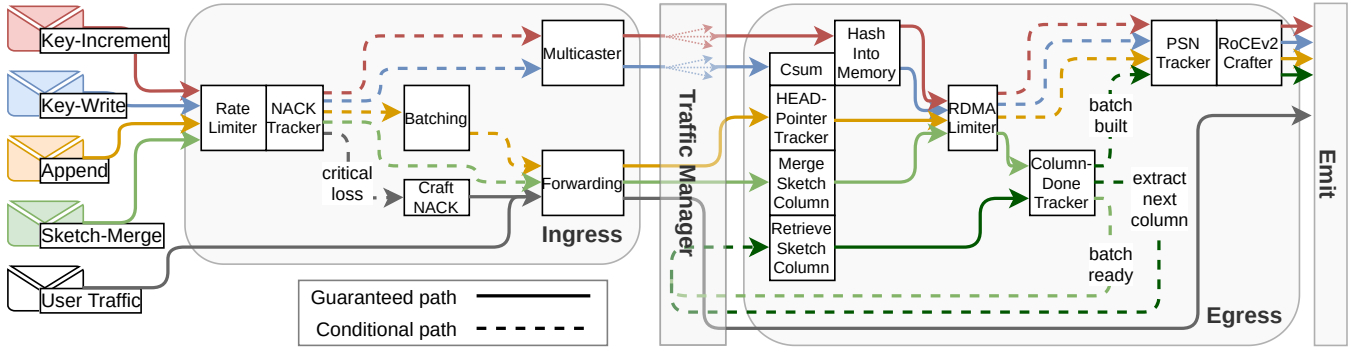 Key-Increment
Key-Write
Append
Sketch-Merge
User Traffic
Rate
Limiter
NACK
Tracker
critical
loss
Batching
Craft
NACK
Multicaster
Forwarding
Ingress
Guaranteed path
Conditional path
Traffic Manager
Hash
Into
Memory
Csum
HEAD-
Pointer
Tracker
Merge
Sketch
Column
Retrieve
Sketch
Column
RDMA
Limiter
Column-
Done
Tracker
batch
built
extract
next
column
batch
ready
PSN
Tracker
RoCEv2
Crafter
Egress
Emit